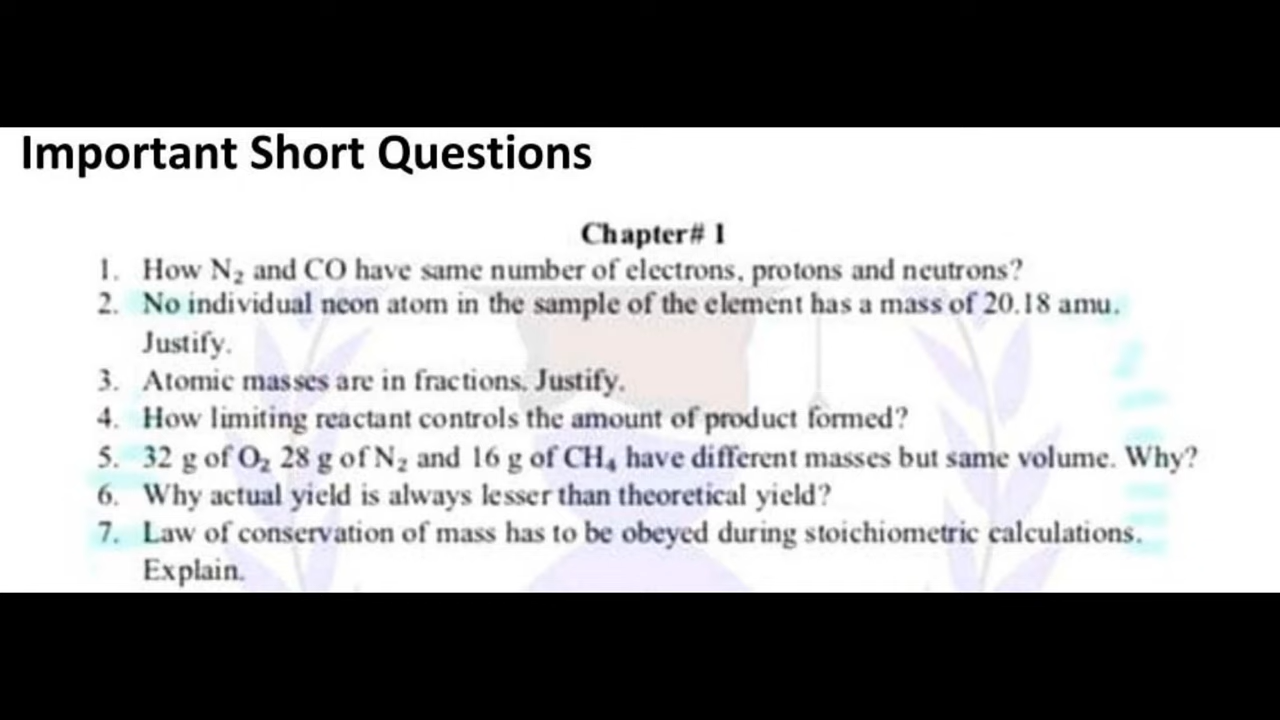 Important Short Questions
Chapter# 1
1. How N₂ and CO have same number of electrons, protons and neutrons?
2. No individual neon atom in the sample of the element has a mass of 20.18 amu.
Justify.
3. Atomic masses are in fractions. Justify.
4. How limiting reactant controls the amount of product formed?
5. 32 g of O₂ 28 g of N₂ and 16 g of CH₄ have different masses but same volume. Why?
6. Why actual yield is always lesser than theoretical yield?
7. Law of conservation of mass has to be obeyed during stoichiometric calculations.
Explain.